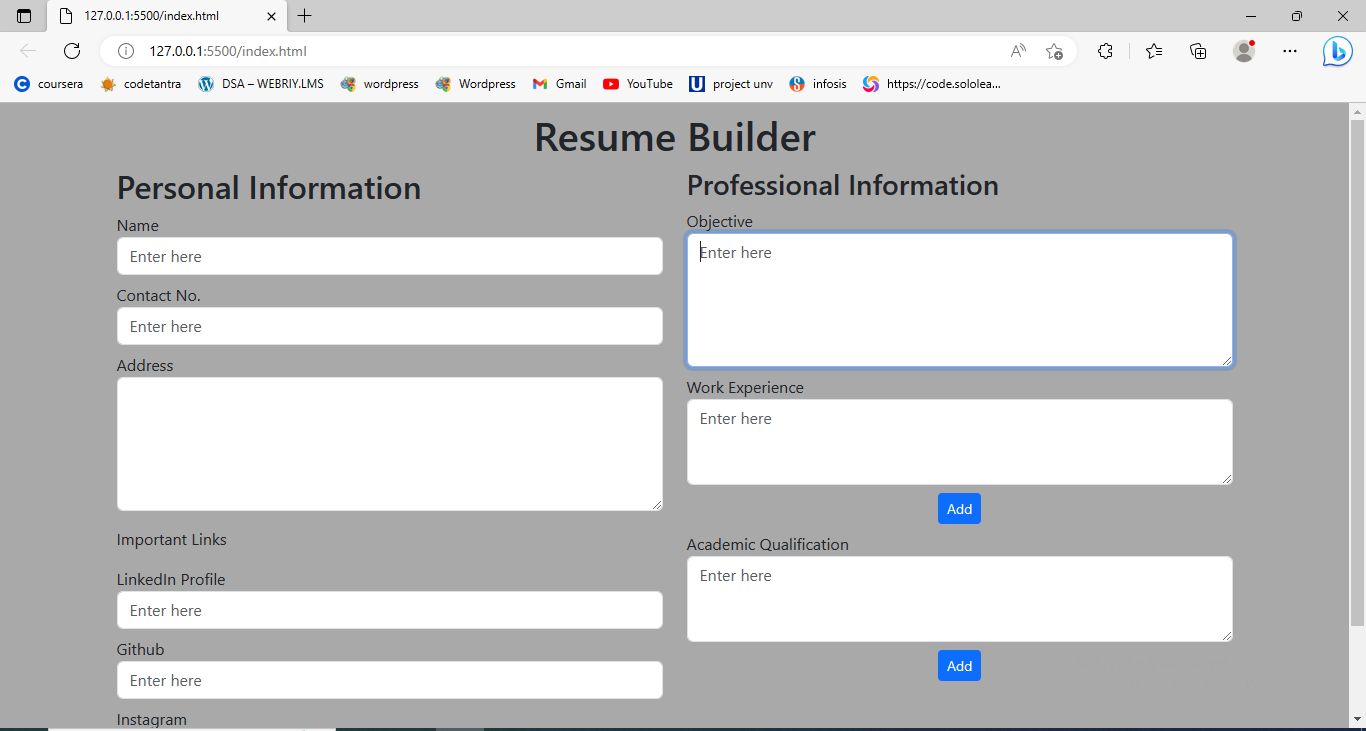 127.0.0.1:5500/index.html
127.0.0.1:5500/index.html
coursera codetantra DSA – WEBRIY.LMS wordpress Wordpress Gmail YouTube project unv infosis https://code.sololea...
Resume Builder
Personal Information
Name
Enter here
Contact No.
Enter here
Address
Important Links
LinkedIn Profile
Enter here
Github
Enter here
Instagram
Professional Information
Objective
Enter here
Work Experience
Enter here
Add
Academic Qualification
Enter here
Add